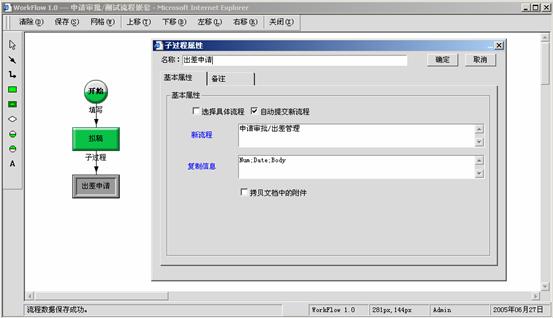 WorkFlow 1.0 --- 申请审批/测试流程嵌套 - Microsoft Internet Explorer
清除(D) 保存(S) 网格(W) 上移(T) 下移(B) 左移(L) 右移(R) 关闭(Z)
子过程属性
名称: 出差申请
确定 取消
基本属性 备注
基本属性
选择具体流程 自动提交新流程
新流程 申请审批/出差管理
复制信息 Num;Date;Body
拷贝文档中的附件
开始
填写
拟稿
子过程
出差申请
A
流程数据保存成功。 WorkFlow 1.0 281px,144px Admin 2005年06月27日